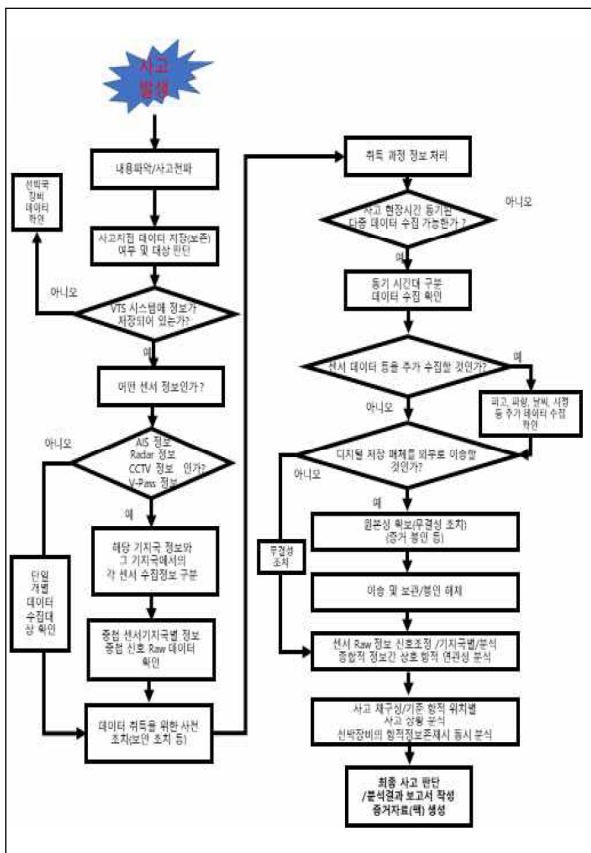 사고
발생
내용파악/사고전파
선박국
장비
데이터
확인
사고지점 데이터 저장(보존)
여부 및 대상 판단
아니오
VTS 시스템에 정보가
저장되어 있는가?
예
어떤 센서 정보인가?
아니오
AIS 정보
Radar 정보
CCTV 정보 인가?
V-Pass 정보
예
해당 기지국 정보와
그 기지국에서의
각 센서 수집정보 구분
단일
개별
데이터
수집대
상 확인
중첩 센서기지국별 정보
중첩 신호 Raw 데이터
확인
데이터 취득을 위한 사전
조치(보안 조치 등)
취득 과정 정보 처리
사고 현장시간 동기된
다중 데이터 수집 가능한가?
아니오
예
동기 시간대 구분
데이터 수집 확인
센서 데이터 등을 추가 수집할 것인가?
예
아니오
파고, 파랑, 날씨, 시정
등 추가 데이터 수집
확인
디지털 저장 매체를 외부로 이송할
것인가?
아니오
예
원본성 확보(무결성 조치)
(증거 봉인 등)
무결성
조치
이송 및 보관/봉인 해제
센서 Raw 정보 신호조정 /기지국별/분석
종합적 정보간 상호 항적 연관성 분석
사고 재구성/기준 항적 위치별
사고 상황 분석
선박장비의 항적정보존재시 동시 분석
최종 사고 판단
/분석결과 보고서 작성
증거자료(팩) 생성